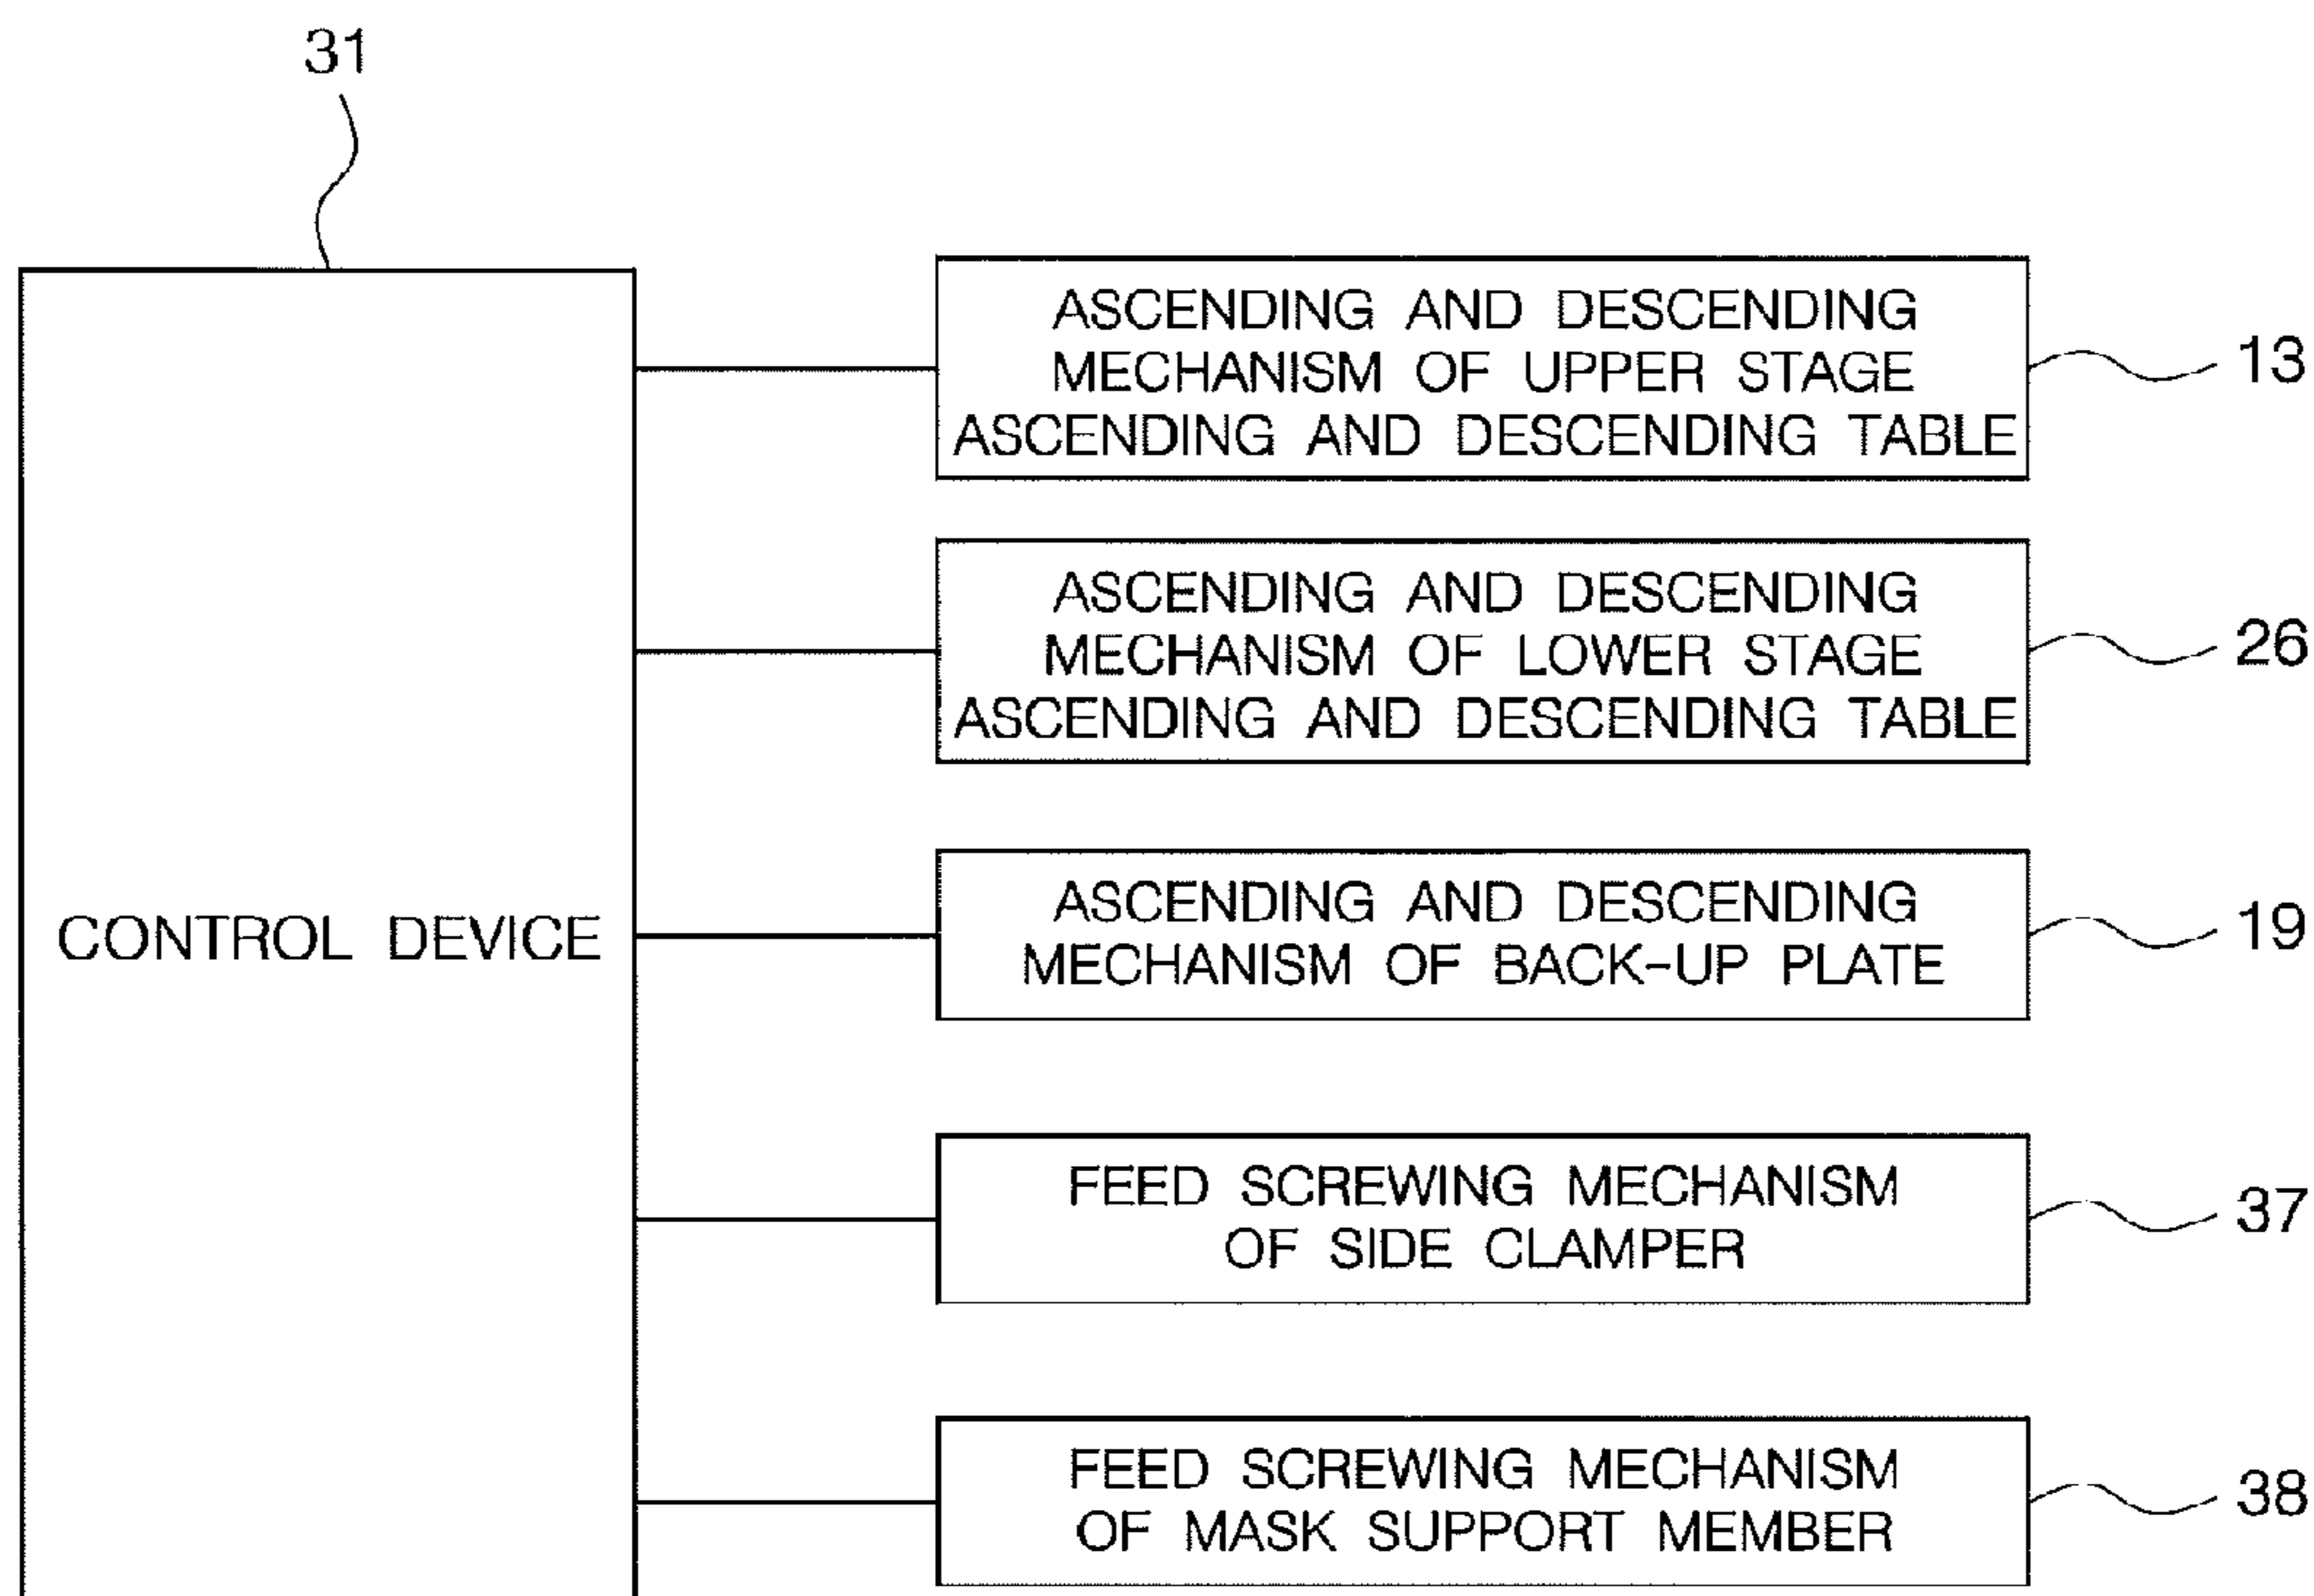 31
CONTROL DEVICE
ASCENDING AND DESCENDING
MECHANISM OF UPPER STAGE
ASCENDING AND DESCENDING TABLE
13
ASCENDING AND DESCENDING
MECHANISM OF LOWER STAGE
ASCENDING AND DESCENDING TABLE
26
ASCENDING AND DESCENDING
MECHANISM OF BACK-UP PLATE
19
FEED SCREWING MECHANISM
OF SIDE CLAMPER
37
FEED SCREWING MECHANISM
OF MASK SUPPORT MEMBER
38